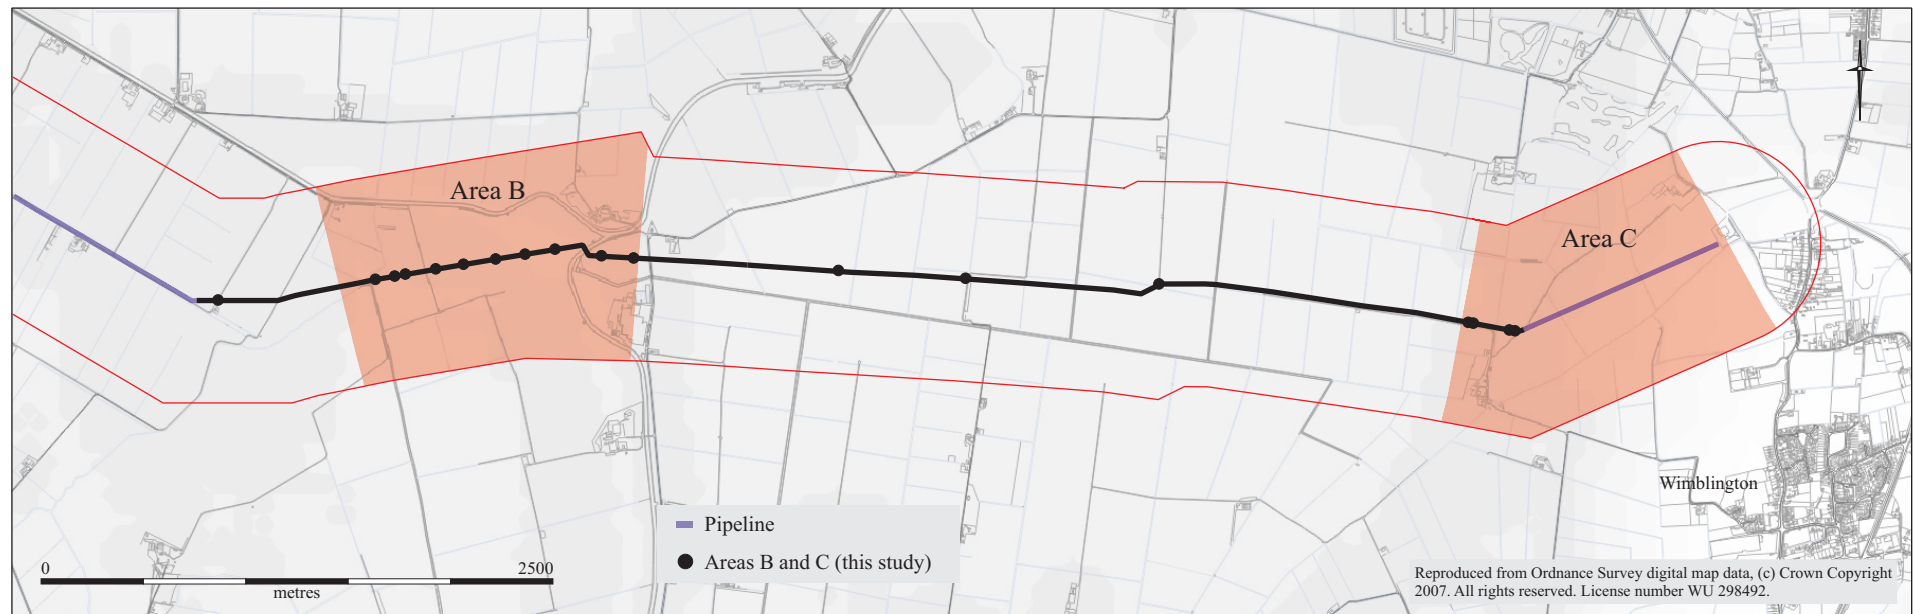 Area B
Area C
Wimblington
Pipeline
Areas B and C (this study)
0 2500
metres
Reproduced from Ordnance Survey digital map data, (c) Crown Copyright
2007. All rights reserved. License number WU 298492.